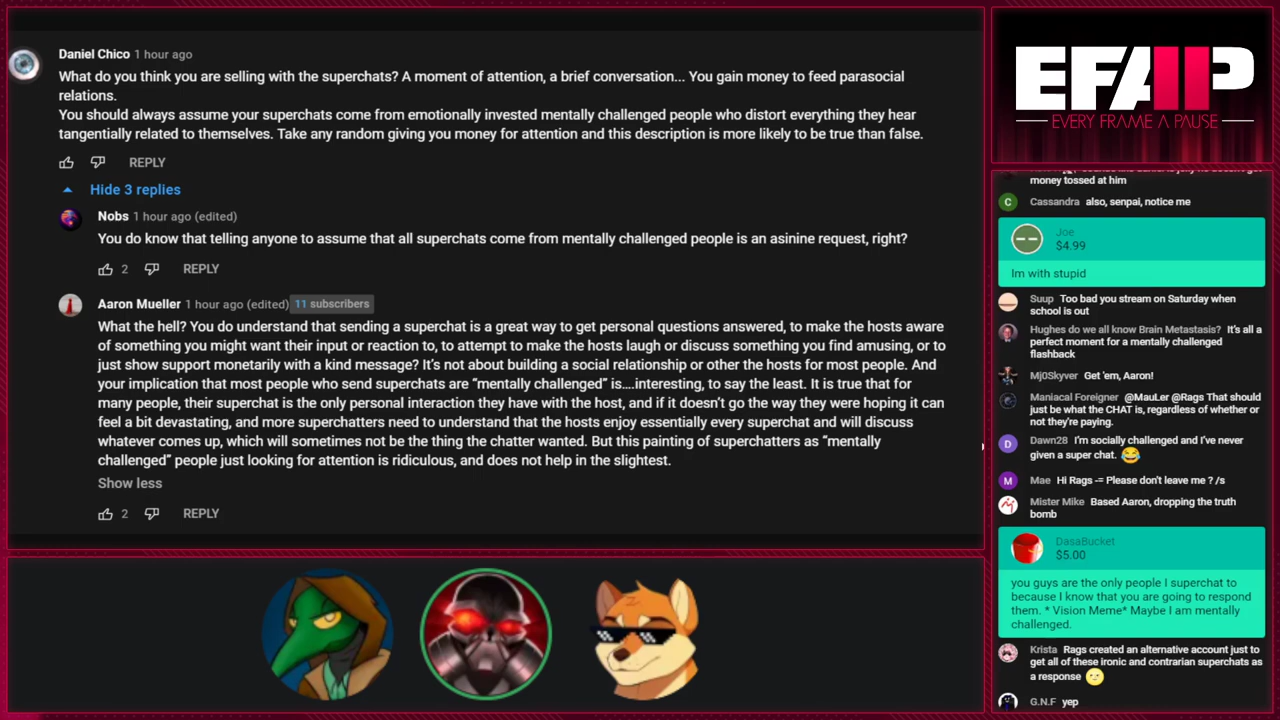 Daniel Chico 1 hour ago
What do you think you are selling with the superchats? A moment of attention, a brief conversation... You gain money to feed parasocial
relations.
You should always assume your superchats come from emotionally invested mentally challenged people who distort everything they hear
tangentially related to themselves. Take any random giving you money for attention and this description is more likely to be true than false.
REPLY
Hide 3 replies
Nobs 1 hour ago (edited)
You do know that telling anyone to assume that all superchats come from mentally challenged people is an asinine request, right?
2 REPLY
Aaron Mueller 1 hour ago (edited) 11 subscribers
What the hell? You do understand that sending a superchat is a great way to get personal questions answered, to make the hosts aware
of something you might want their input or reaction to, to attempt to make the hosts laugh or discuss something you find amusing, or to
just show support monetarily with a kind message? It's not about building a social relationship or other the hosts for most people. And
your implication that most people who send superchats are “mentally challenged” is....interesting, to say the least. It is true that for
many people, their superchat is the only personal interaction they have with the host, and if it doesn't go the way they were hoping it can
feel a bit devastating, and more superchatters need to understand that the hosts enjoy essentially every superchat and will discuss
whatever comes up, which will sometimes not be the thing the chatter wanted. But this painting of superchatters as “mentally
challenged” people just looking for attention is ridiculous, and does not help in the slightest.
Show less
2 REPLY
EFAP
EVERY FRAME A PAUSE
money tossed at him
Cassandra also, senpai, notice me
Joe
$4.99
Im with stupid
Suup Too bad you stream on Saturday when
school is out
Hughes do we all know Brain Metastasis? It's all a
perfect moment for a mentally challenged
flashback
Mj0Skyver Get 'em, Aaron!
Maniacal Foreigner @MauLer @Rags That should
just be what the CHAT is, regardless of whether or
not they're paying.
Dawn28 I'm socially challenged and I've never
given a super chat. 😂
Mae Hi Rags -= Please don't leave me ? /s
Mister Mike Based Aaron, dropping the truth
bomb
DasaBucket
$5.00
you guys are the only people I superchat to
because I know that you are going to respond
them. * Vision Meme* Maybe I am mentally
challenged.
Krista Rags created an alternative account just to
get all of these ironic and contrarian superchats as
a response
G.N.F yep